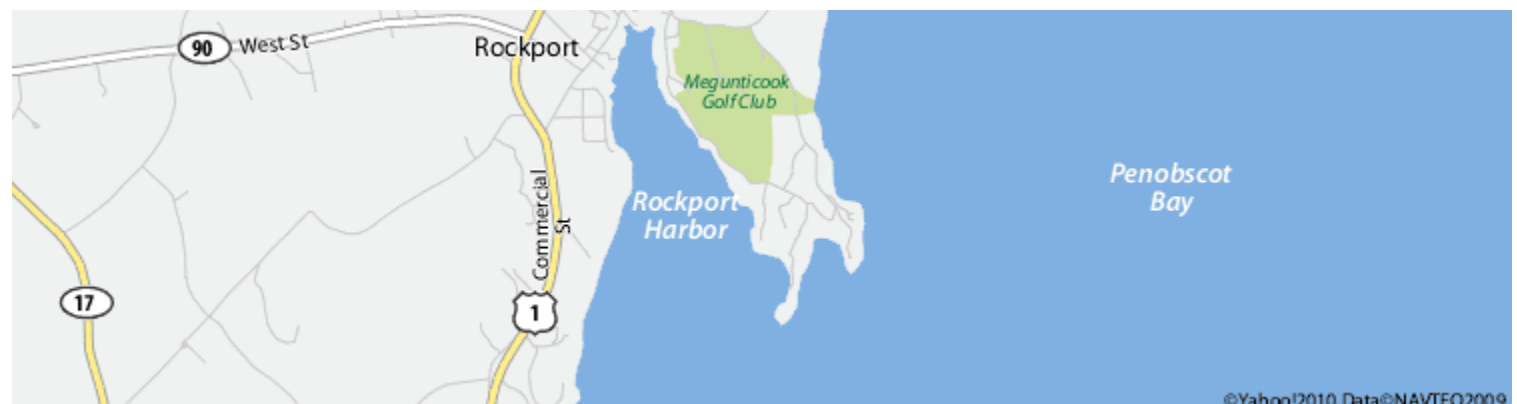 90
West St
Rockport
Megunticook
Golf Club
Penobscot
Bay
Rockport
Harbor
Commercial
St
17
1
©Yahoo!2010 Data©NAVTEQ2009